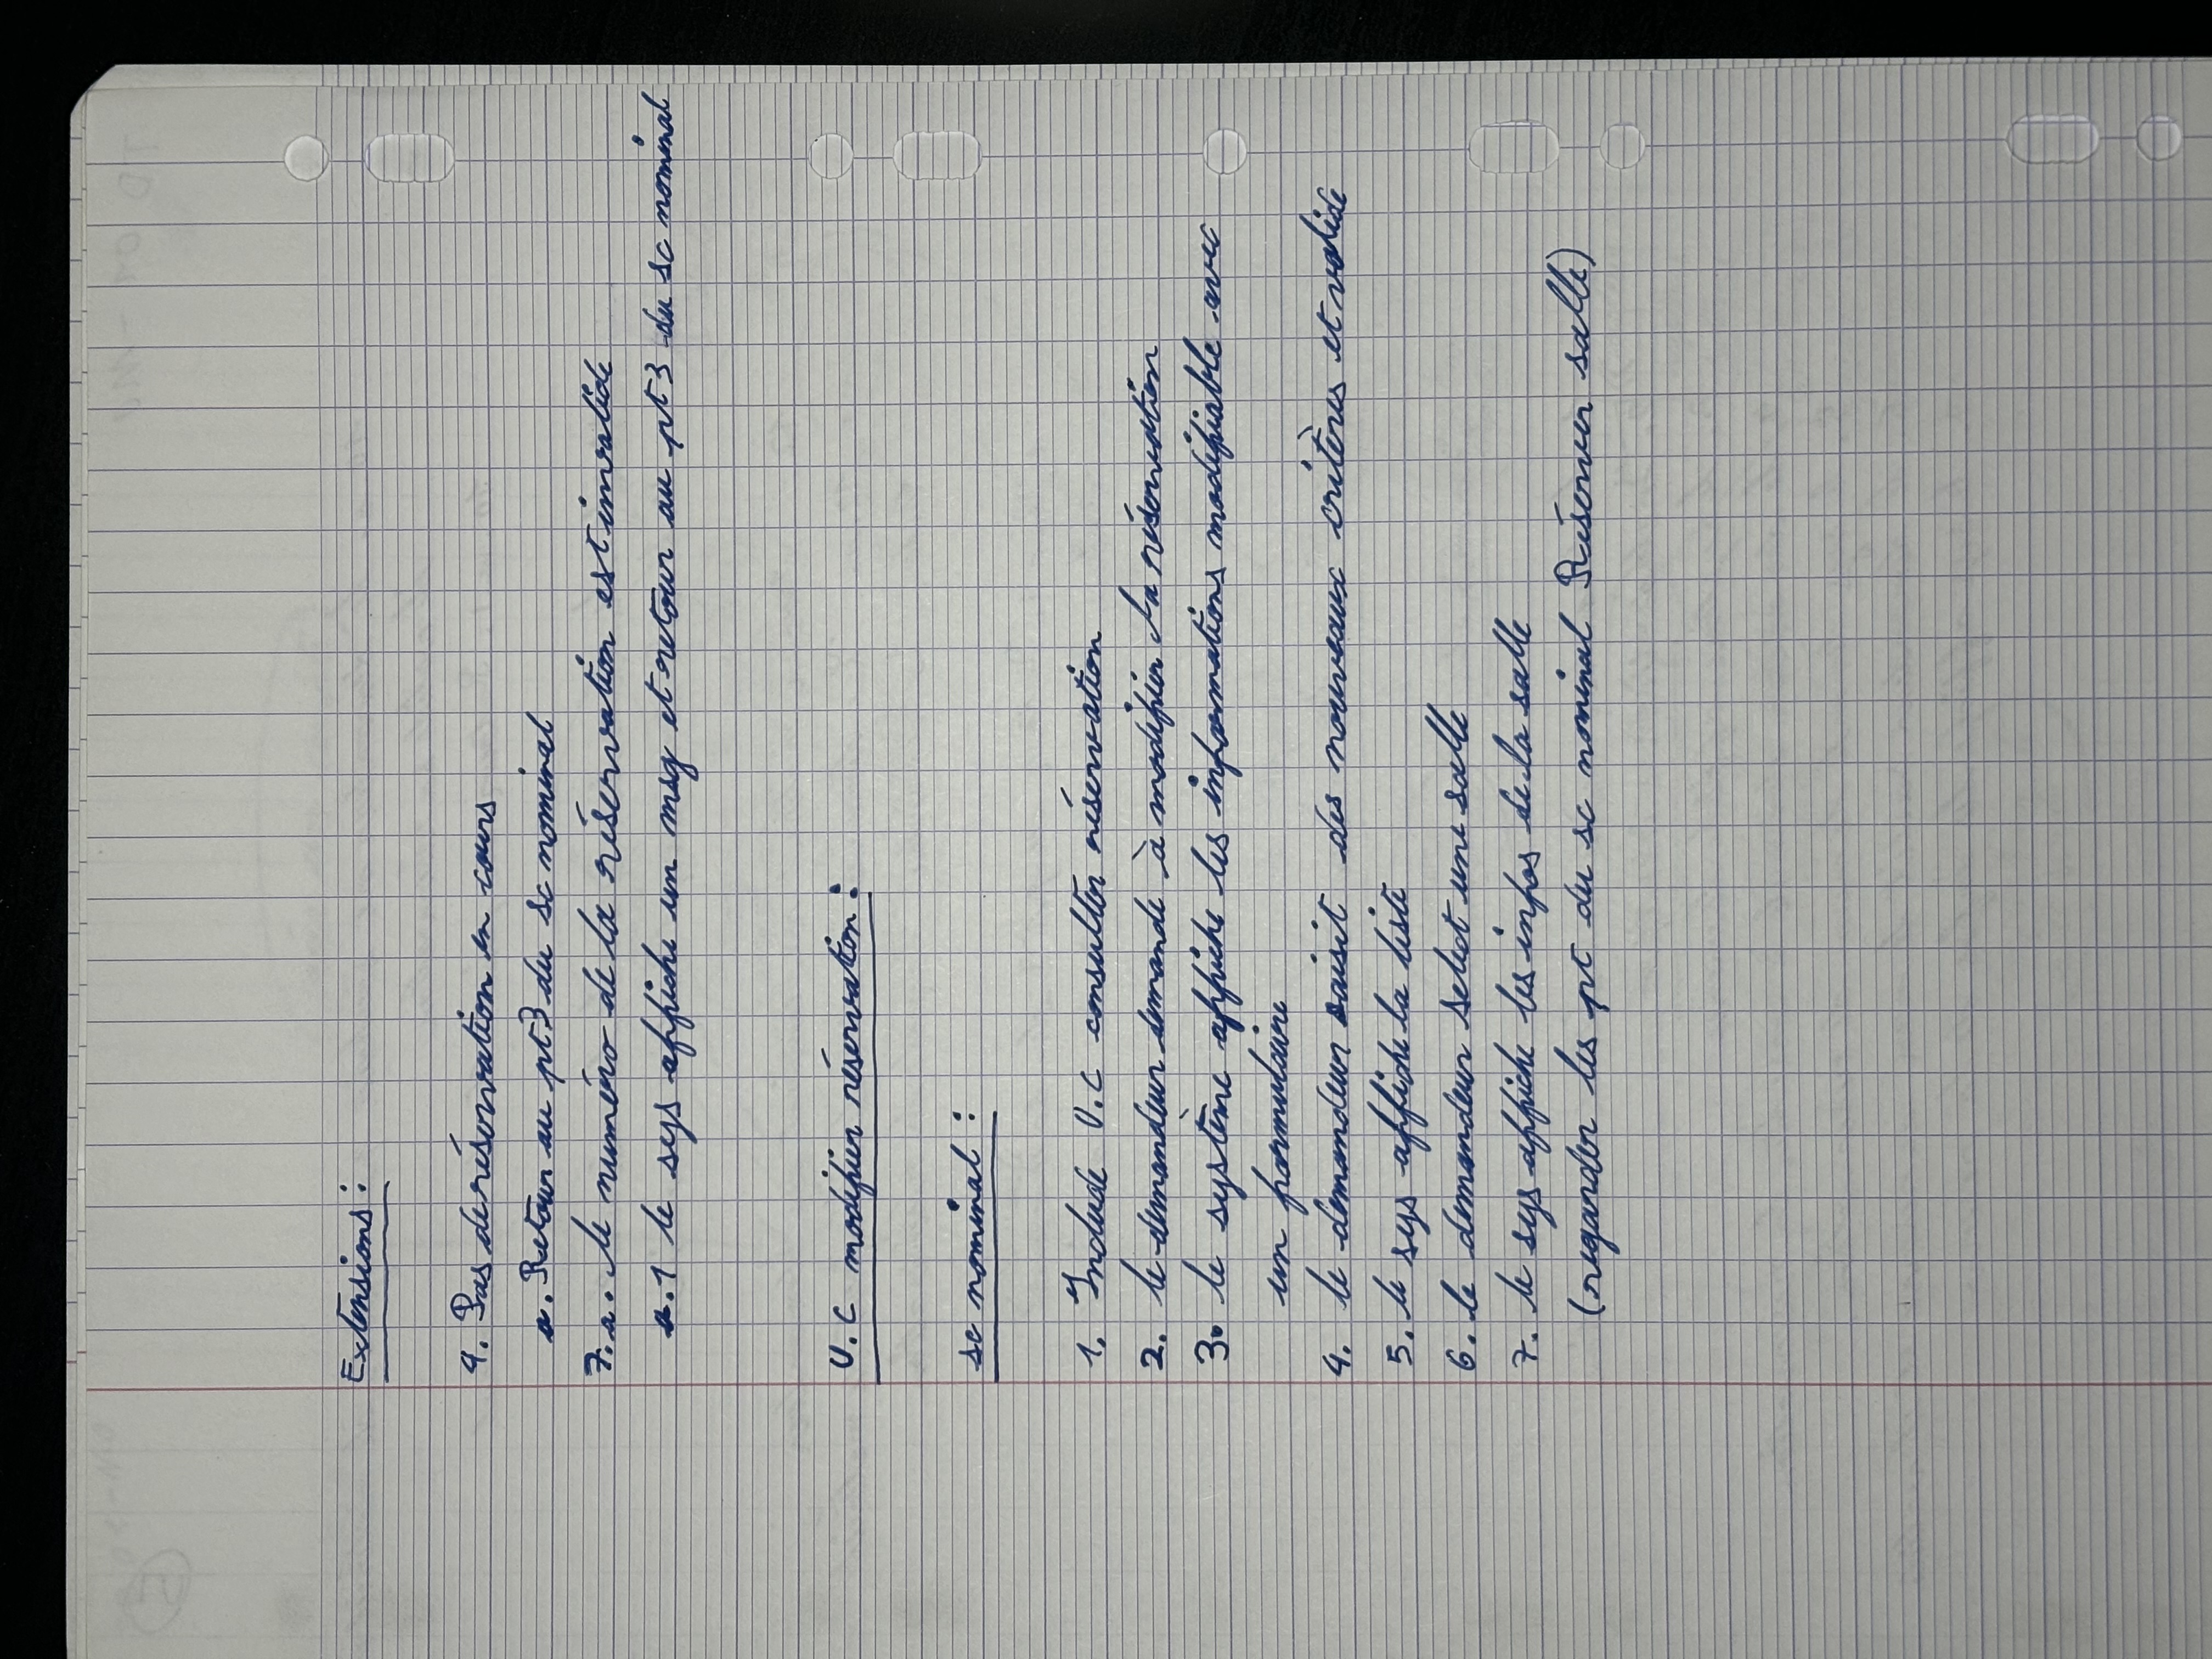 Extensions :
4. Pas de réservation en cours
a. Retour au pt3 du sc nominal
7.a. le numéro de la réservation est invalide
a.1 le sys affiche un msg et retour au pt3 du sc nominal
U.C modifier réservation :
sc nominal :
1. Include U.C consulter réservation
2. le demandeur demande à modifier la réservation
3. le système affiche les informations modifiable avec
un formulaire
4. le demandeur saisit des nouveaux critères et valide
5. le sys affiche la liste
6. le demandeur select une salle
7. le sys affiche les infos de la salle
(regarder les pt du sc nominal Réserver salle)